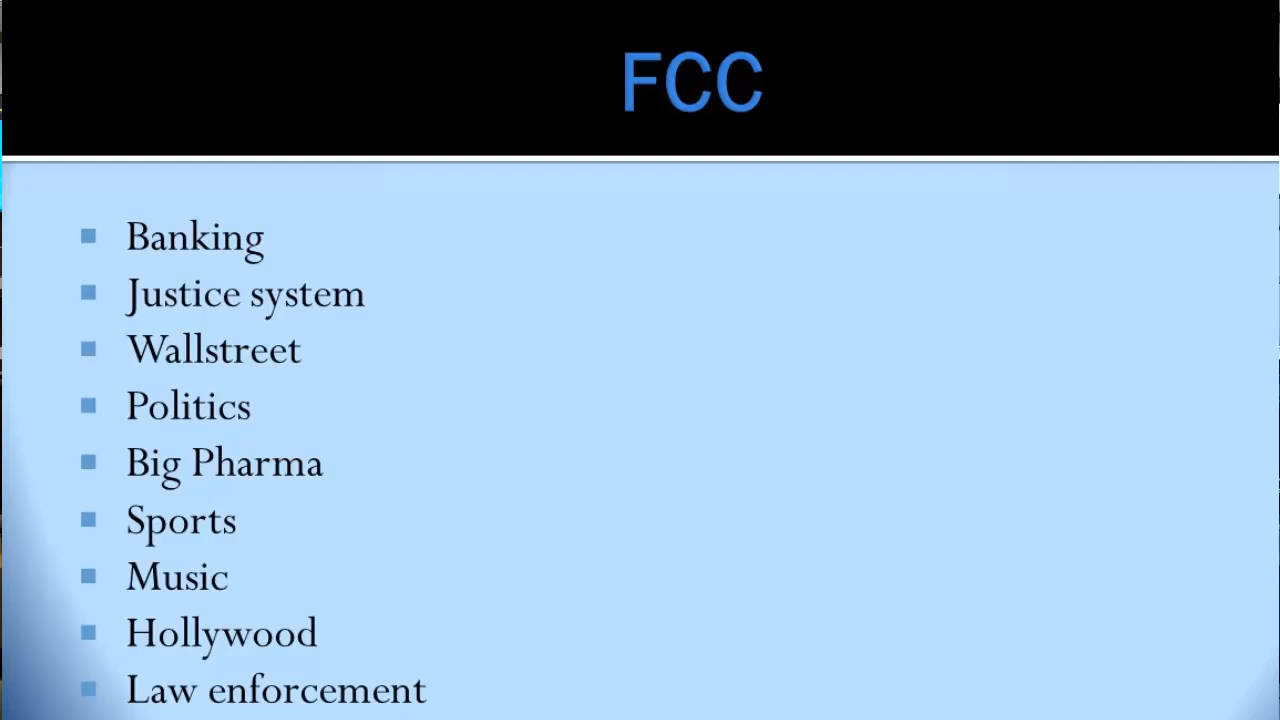 FCC
Banking
Justice system
Wallstreet
Politics
Big Pharma
Sports
Music
Hollywood
Law enforcement